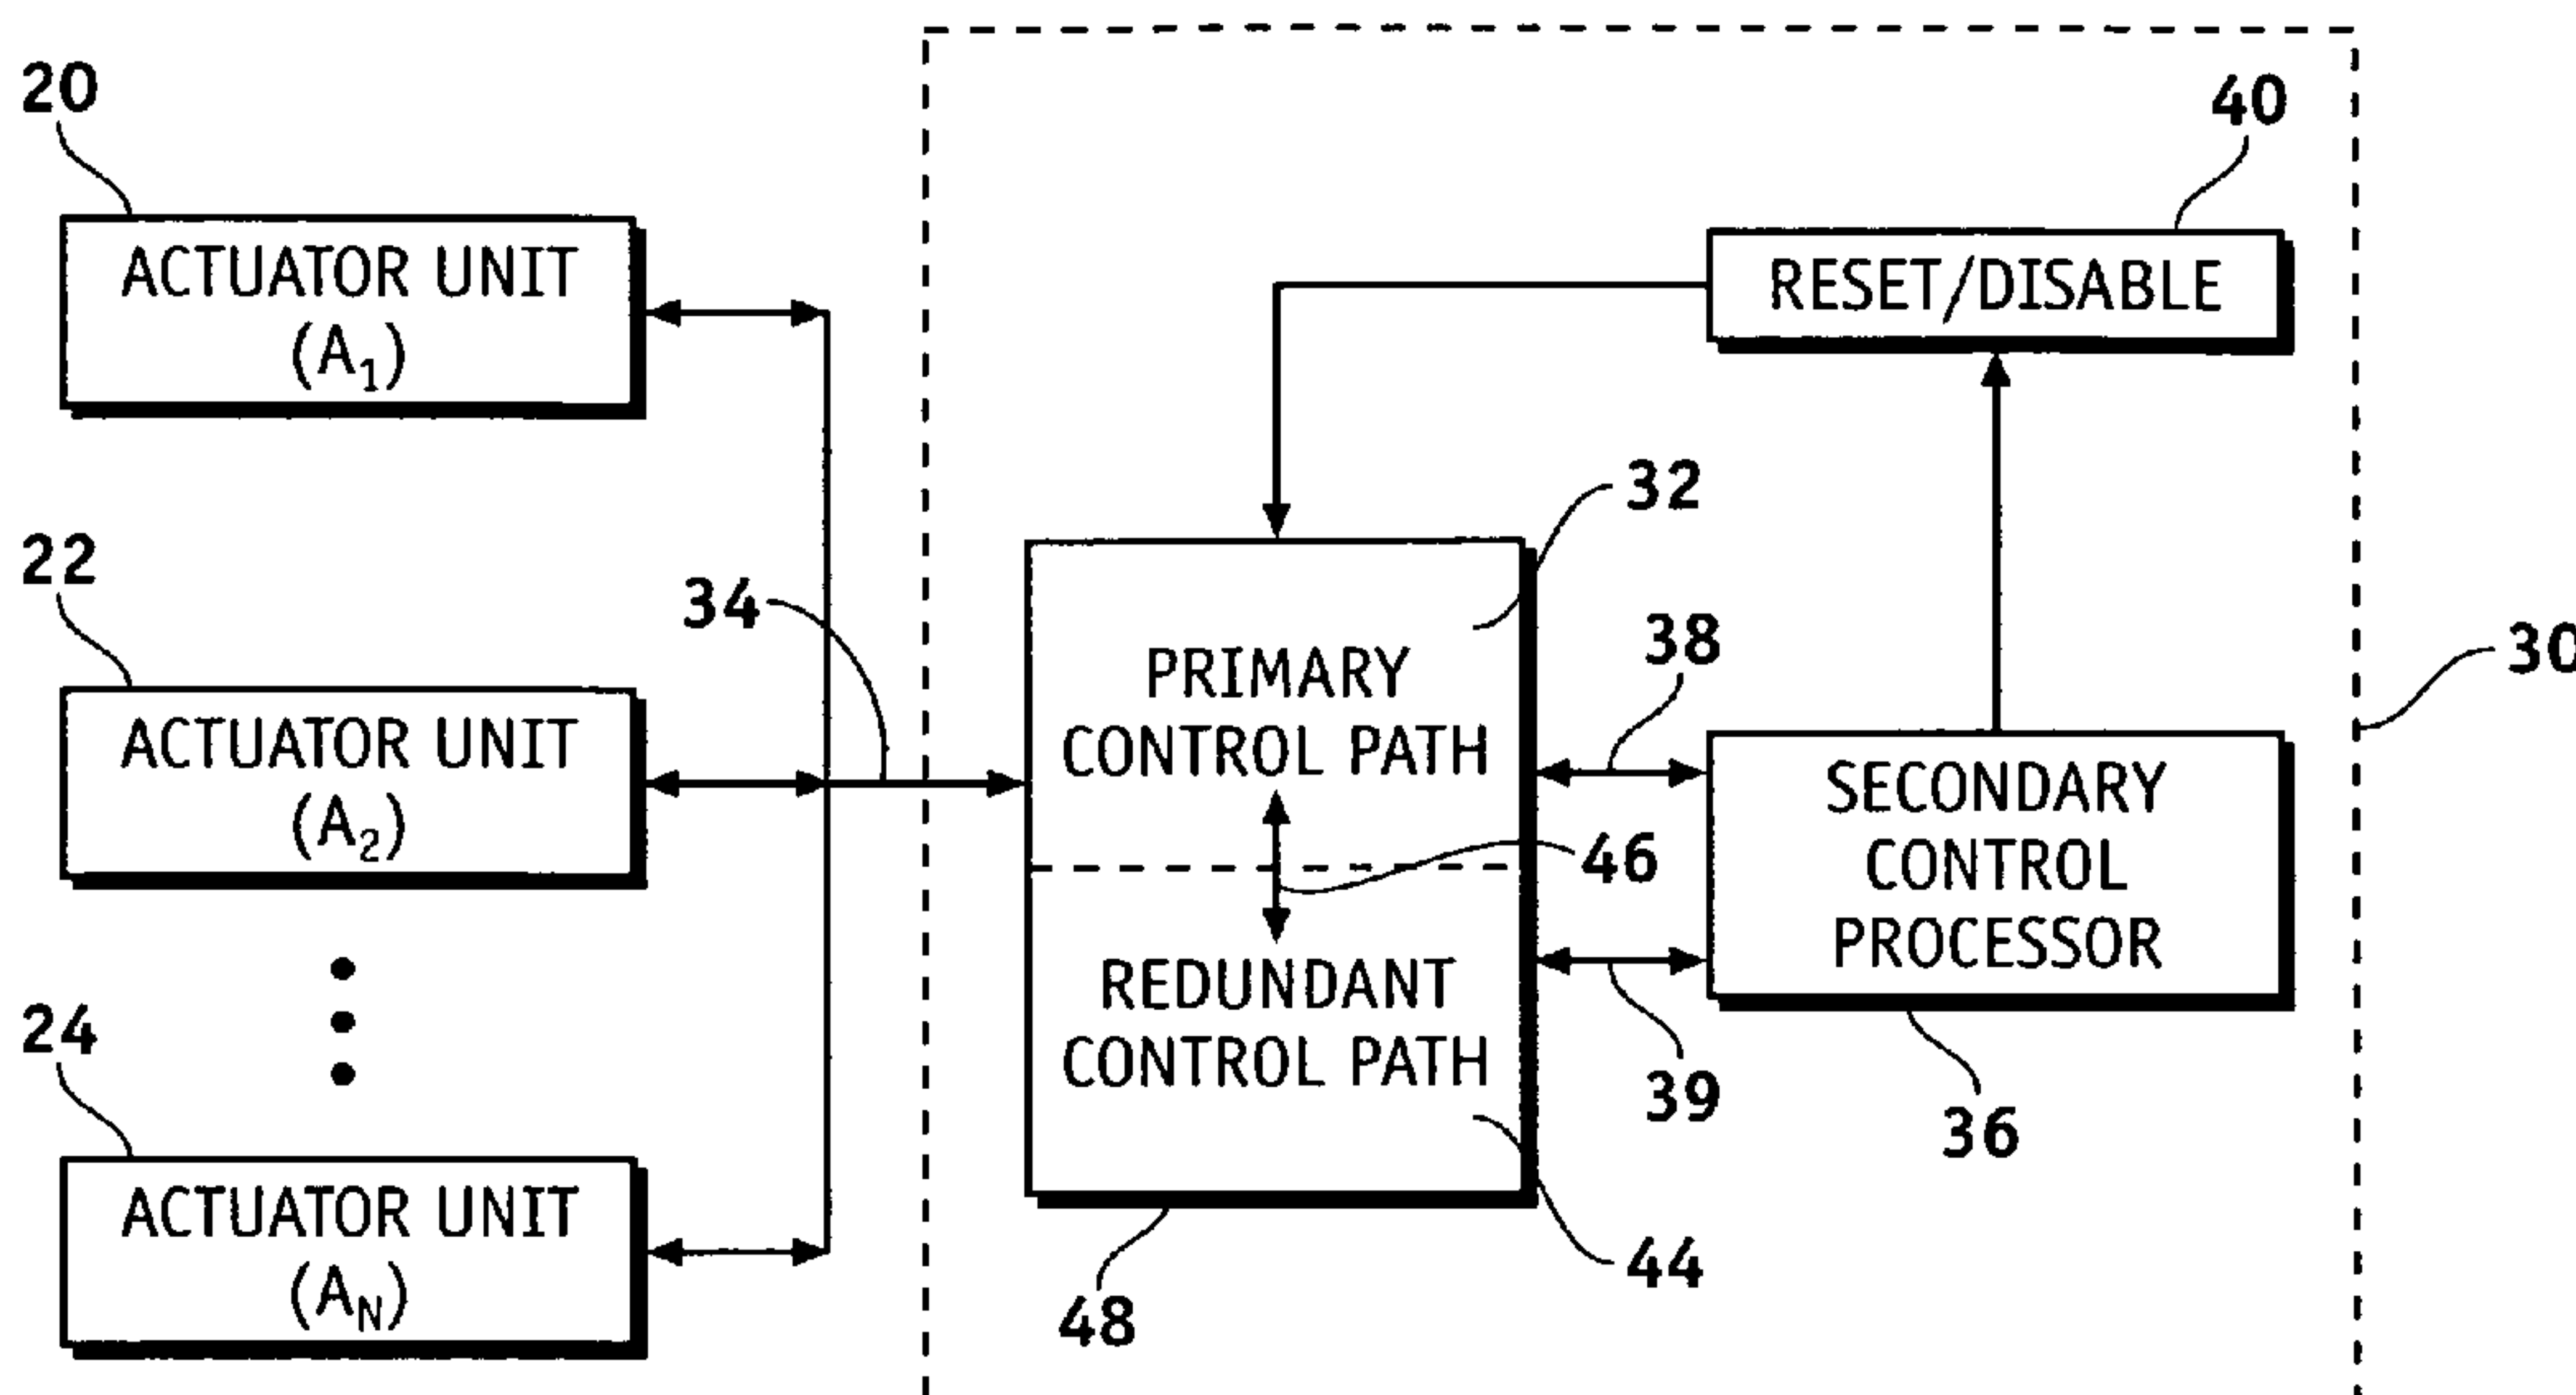 20
ACTUATOR UNIT
(A1)
22
ACTUATOR UNIT
(A2)
24
ACTUATOR UNIT
(AN)
34
40
RESET/DISABLE
32
PRIMARY
CONTROL PATH
46
REDUNDANT
CONTROL PATH
44
48
38
39
SECONDARY
CONTROL
PROCESSOR
36
30